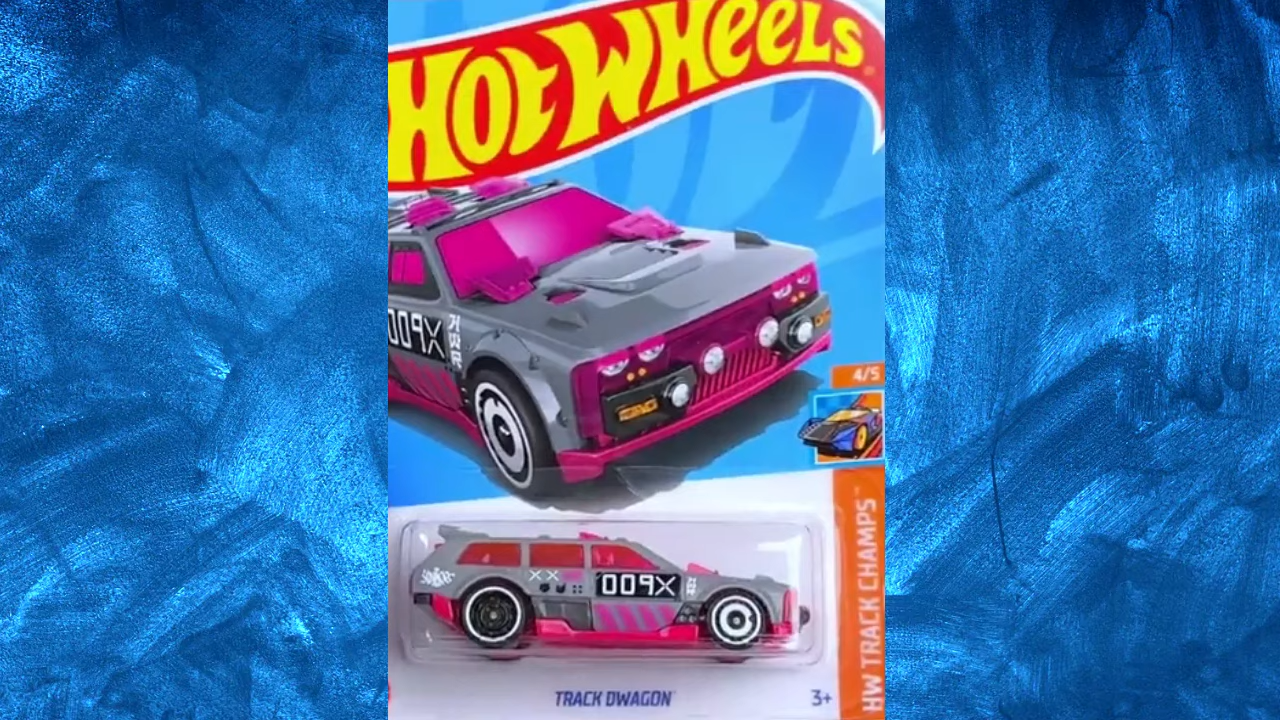 HOT WHEELS
009X
4/5
009X
HW TRACK CHAMPS
TRACK DWAGON
3+